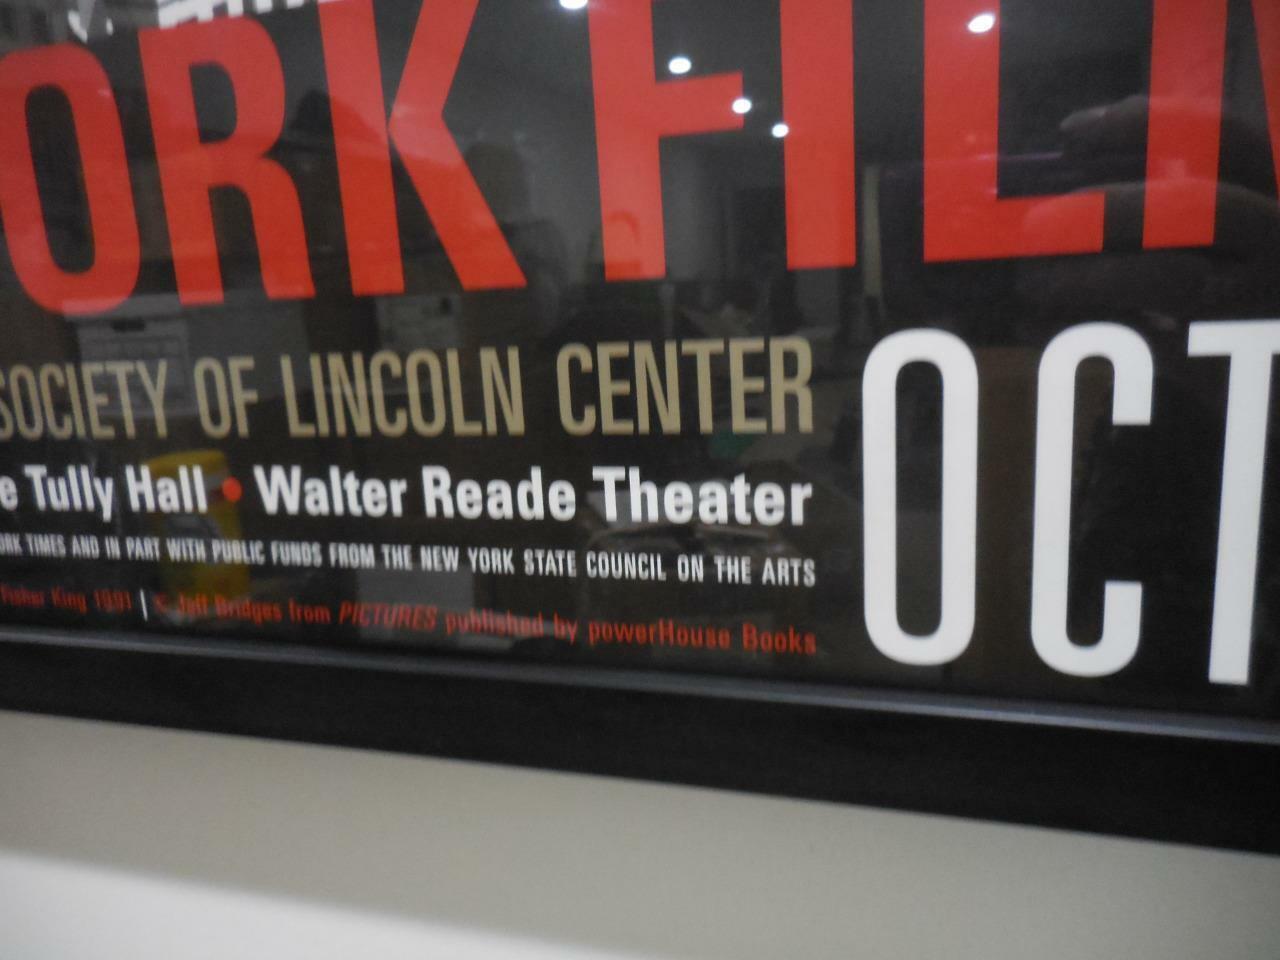 ORK FIL
SOCIETY OF LINCOLN CENTER
OCT
e Tully Hall • Walter Reade Theater
ORK TIMES AND IN PART WITH PUBLIC FUNDS FROM THE NEW YORK STATE COUNCIL ON THE ARTS
Fisher King 1991 | © Jeff Bridges from PICTURES published by powerHouse Books